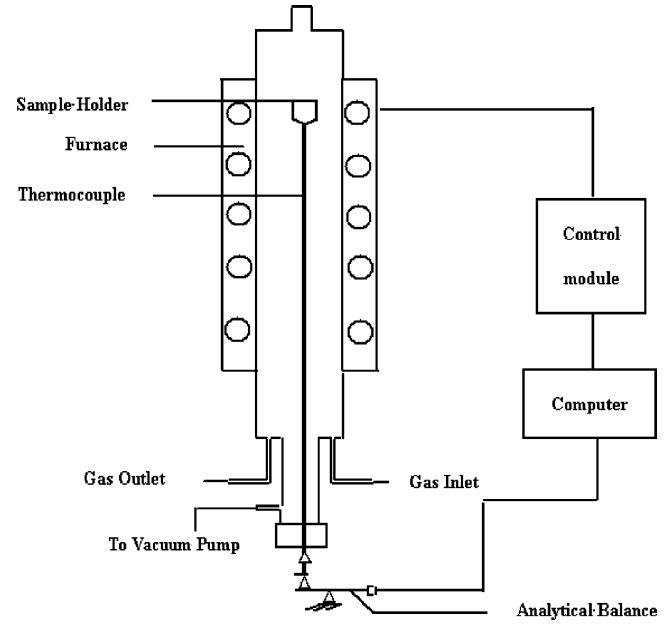 Sample-Holder
Furnace
Thermocouple
Control
module
Computer
Gas Outlet
Gas Inlet
To Vacuum Pump
Analytical-Balance